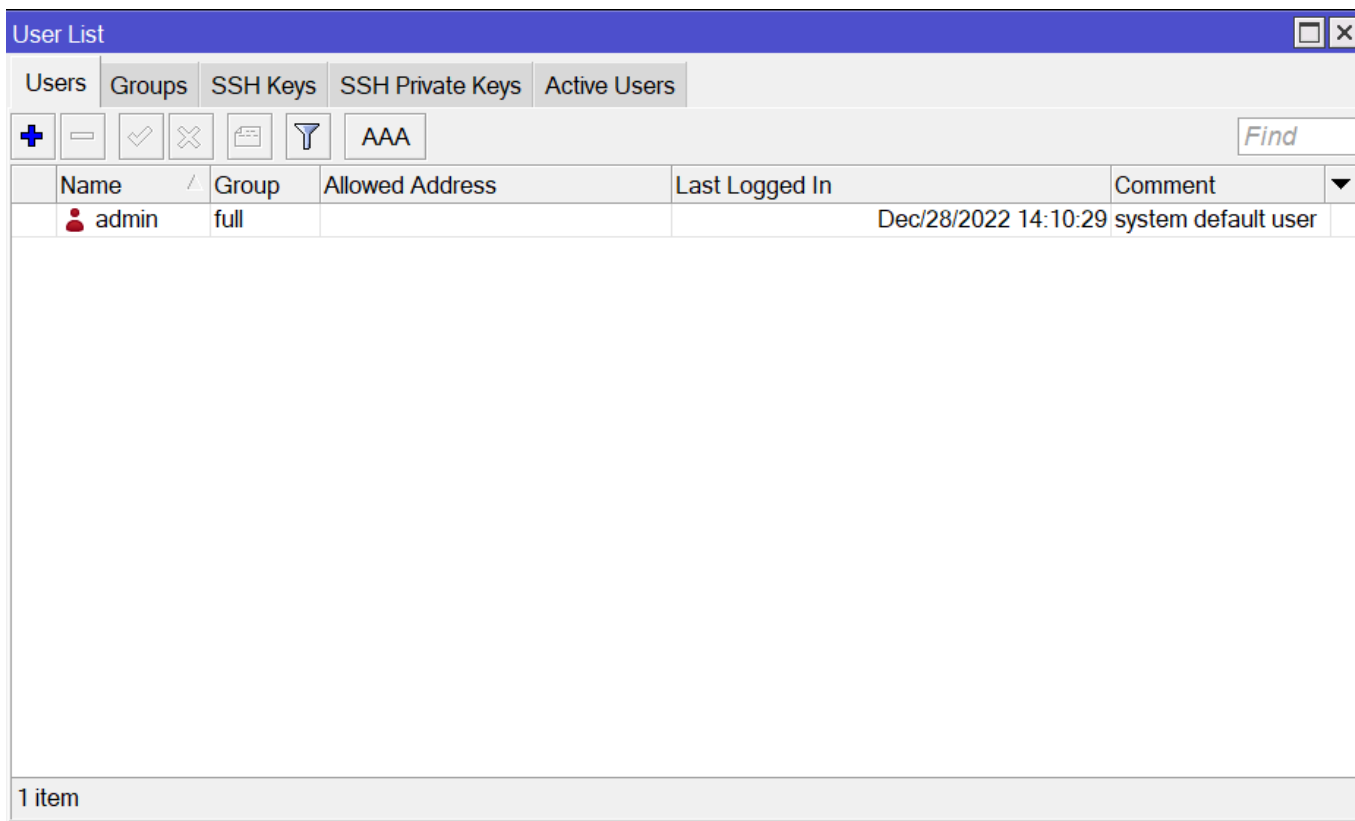 User List
Users Groups SSH Keys SSH Private Keys Active Users
AAA Find
Name Group Allowed Address Last Logged In Comment
admin full Dec/28/2022 14:10:29 system default user
1 item